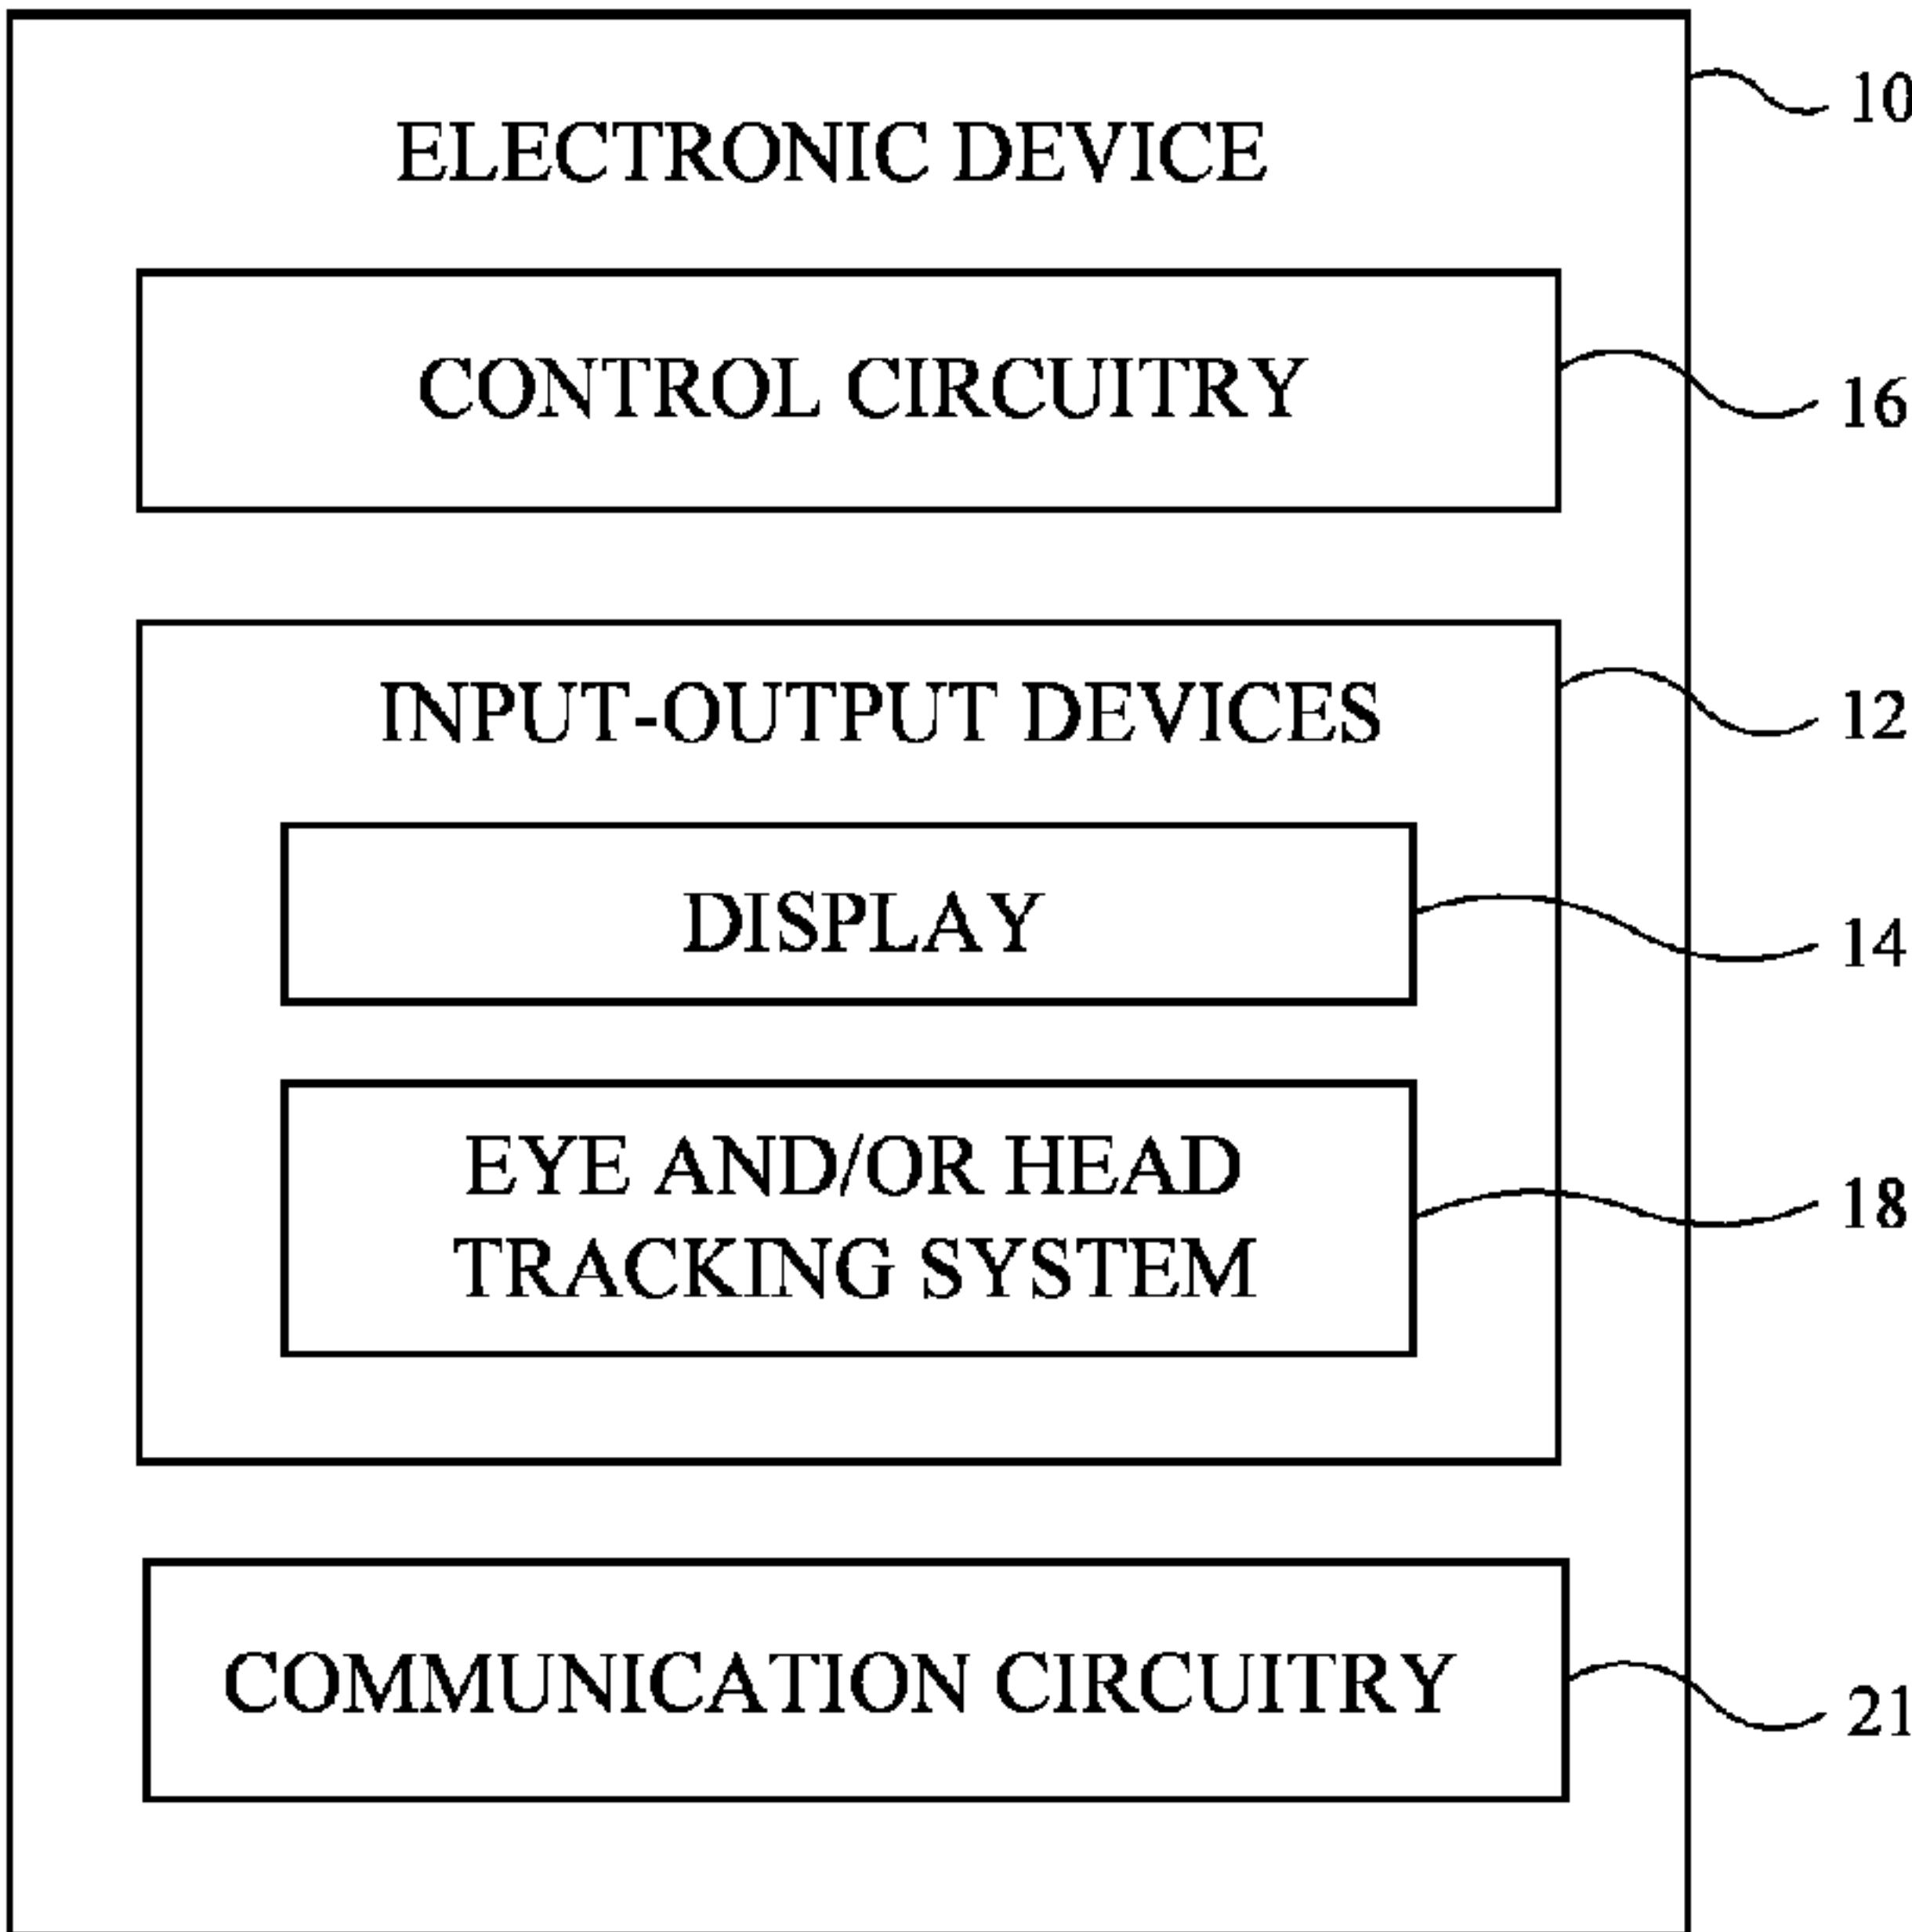 ELECTRONIC DEVICE
10
CONTROL CIRCUITRY
16
INPUT-OUTPUT DEVICES
12
DISPLAY
14
EYE AND/OR HEAD
TRACKING SYSTEM
18
COMMUNICATION CIRCUITRY
21